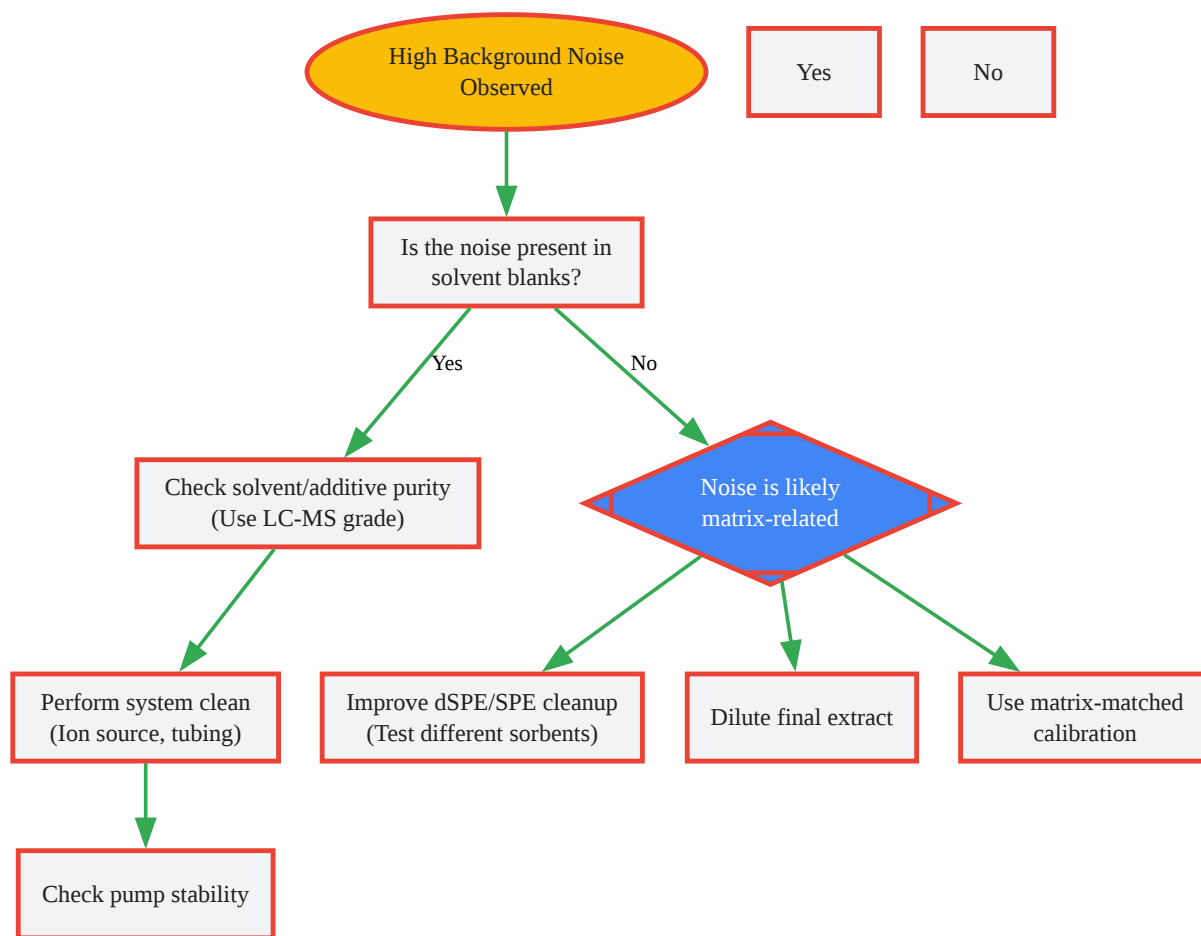 High Background Noise
Observed
Yes
No
Is the noise present in
solvent blanks?
Yes
No
Check solvent/additive purity
(Use LC-MS grade)
Noise is likely
matrix-related
Perform system clean
(Ion source, tubing)
Improve dSPE/SPE cleanup
(Test different sorbents)
Dilute final extract
Use matrix-matched
calibration
Check pump stability